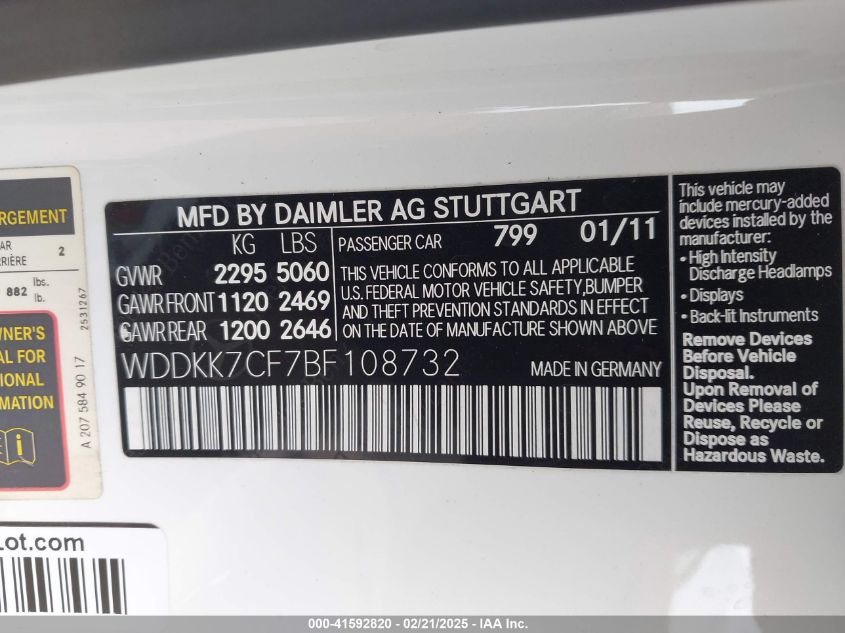 RGEMENT
AR
RRIÈRE 2
882 lbs.
lb.
WNER'S
AL FOR
IONAL
MATION
i
A 207 584 90 17 2531267
MFD BY DAIMLER AG STUTTGART
KG LBS
GVWR 2295 5060
GAWR FRONT 1120 2469
GAWR REAR 1200 2646
PASSENGER CAR 799 01/11
THIS VEHICLE CONFORMS TO ALL APPLICABLE
U.S. FEDERAL MOTOR VEHICLE SAFETY,BUMPER
AND THEFT PREVENTION STANDARDS IN EFFECT
ON THE DATE OF MANUFACTURE SHOWN ABOVE
WDDKK7CF7BF108732 MADE IN GERMANY
This vehicle may
include mercury-added
devices installed by the
manufacturer:
• High Intensity
Discharge Headlamps
• Displays
• Back-lit Instruments
Remove Devices
Before Vehicle
Disposal.
Upon Removal of
Devices Please
Reuse, Recycle or
Dispose as
Hazardous Waste.
Lot.com
000-41592820 - 02/21/2025 - IAA Inc.